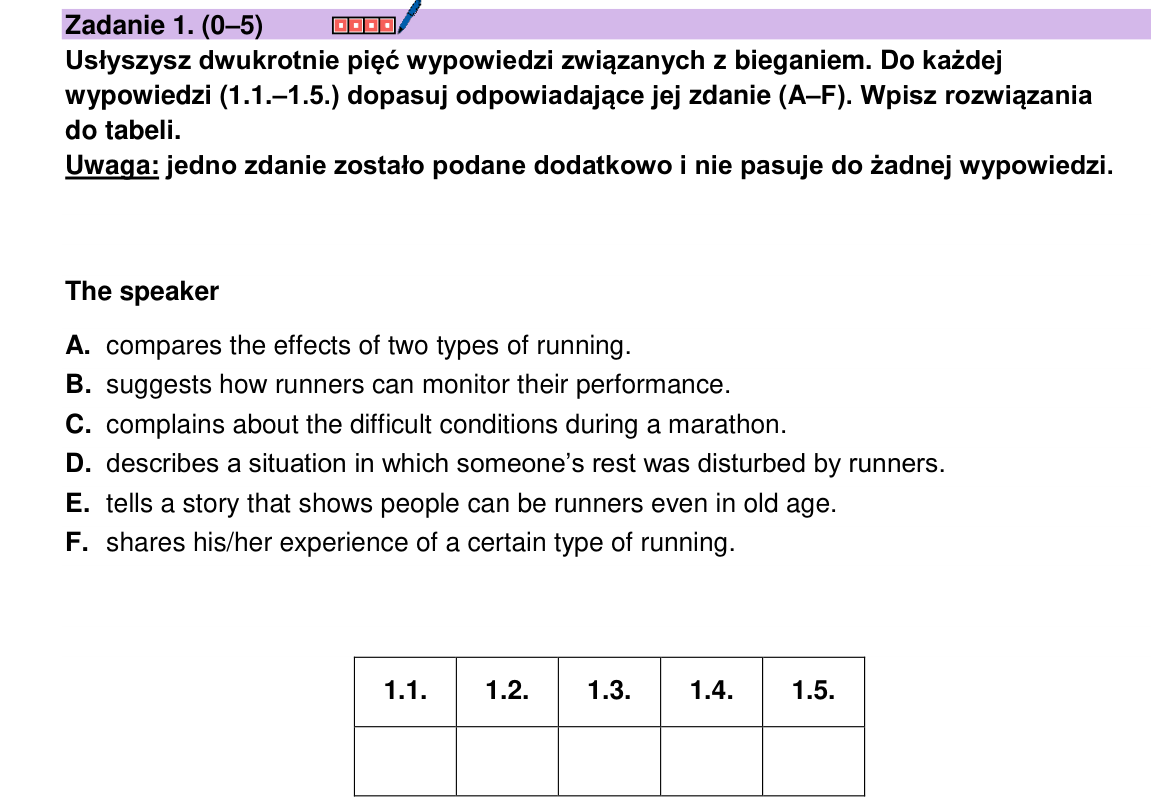 Zadanie 1. (0–5)
Usłyszysz dwukrotnie pięć wypowiedzi związanych z bieganiem. Do każdej
wypowiedzi (1.1.–1.5.) dopasuj odpowiadające jej zdanie (A–F). Wpisz rozwiązania
do tabeli.
Uwaga: jedno zdanie zostało podane dodatkowo i nie pasuje do żadnej wypowiedzi.
The speaker
A. compares the effects of two types of running.
B. suggests how runners can monitor their performance.
C. complains about the difficult conditions during a marathon.
D. describes a situation in which someone’s rest was disturbed by runners.
E. tells a story that shows people can be runners even in old age.
F. shares his/her experience of a certain type of running.
1.1. 1.2. 1.3. 1.4. 1.5.